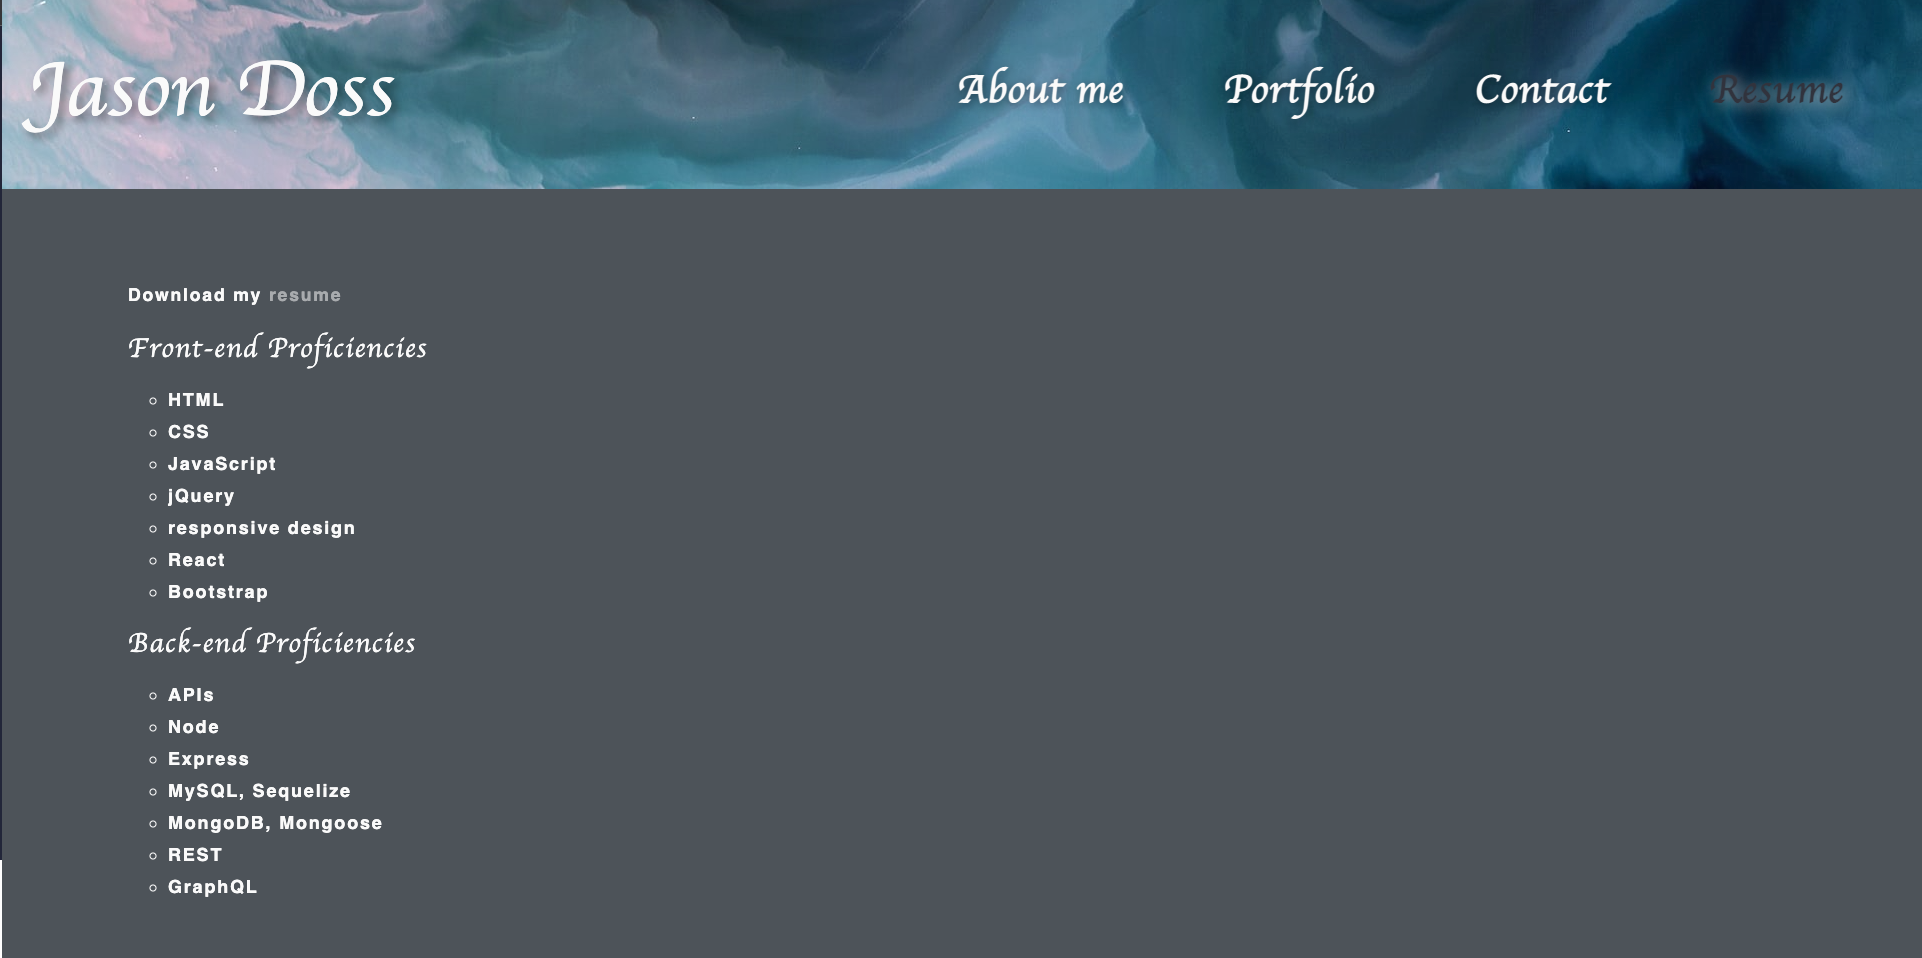 Jason Doss
About me Portfolio Contact Resume
Download my resume
Front-end Proficiencies
HTML
CSS
JavaScript
jQuery
responsive design
React
Bootstrap
Back-end Proficiencies
APIs
Node
Express
MySQL, Sequelize
MongoDB, Mongoose
REST
GraphQL